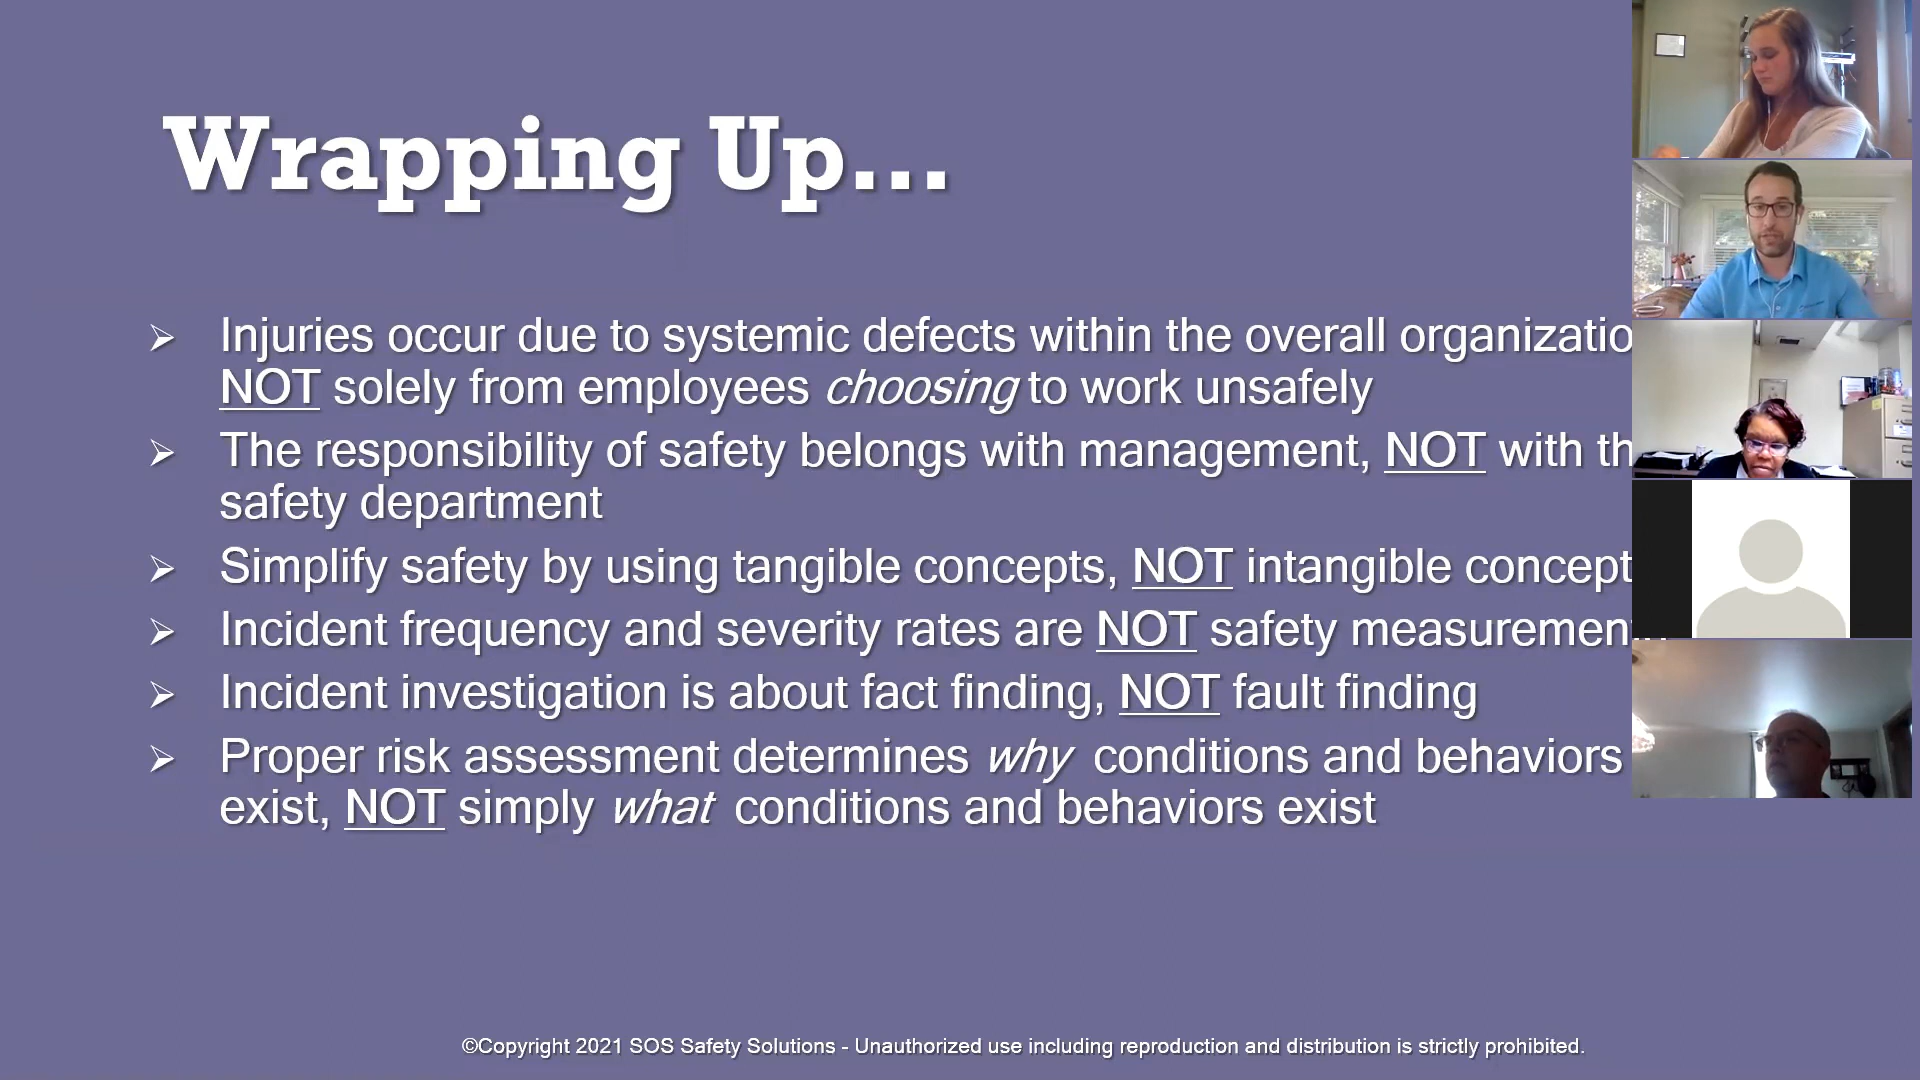 Wrapping Up...
➢ Injuries occur due to systemic defects within the overall organizatio
NOT solely from employees choosing to work unsafely
➢ The responsibility of safety belongs with management, NOT with th
safety department
➢ Simplify safety by using tangible concepts, NOT intangible concept
➢ Incident frequency and severity rates are NOT safety measurement
➢ Incident investigation is about fact finding, NOT fault finding
➢ Proper risk assessment determines why conditions and behaviors
exist, NOT simply what conditions and behaviors exist
©Copyright 2021 SOS Safety Solutions - Unauthorized use including reproduction and distribution is strictly prohibited.